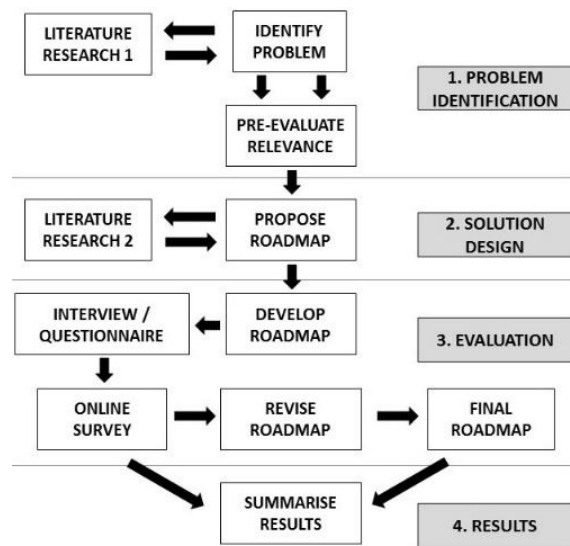 LITERATURE
RESEARCH 1
IDENTIFY
PROBLEM
1. PROBLEM
IDENTIFICATION
PRE-EVALUATE
RELEVANCE
LITERATURE
RESEARCH 2
PROPOSE
ROADMAP
2. SOLUTION
DESIGN
INTERVIEW /
QUESTIONNAIRE
DEVELOP
ROADMAP
3. EVALUATION
ONLINE
SURVEY
REVISE
ROADMAP
FINAL
ROADMAP
SUMMARISE
RESULTS
4. RESULTS